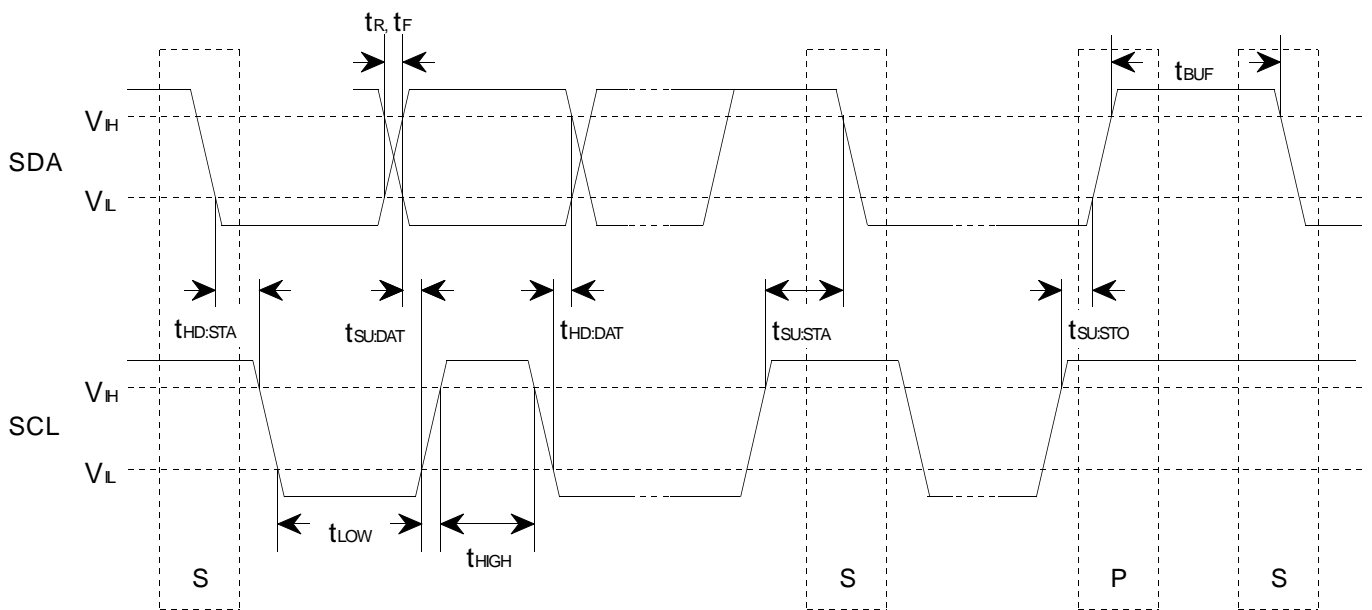 tR, tF
tBUF
VIH
SDA
VIL
tHD:STA
tSU:DAT
tHD:DAT
tSU:STA
tSU:STO
VIH
SCL
VIL
tLOW
tHIGH
S
S
P
S